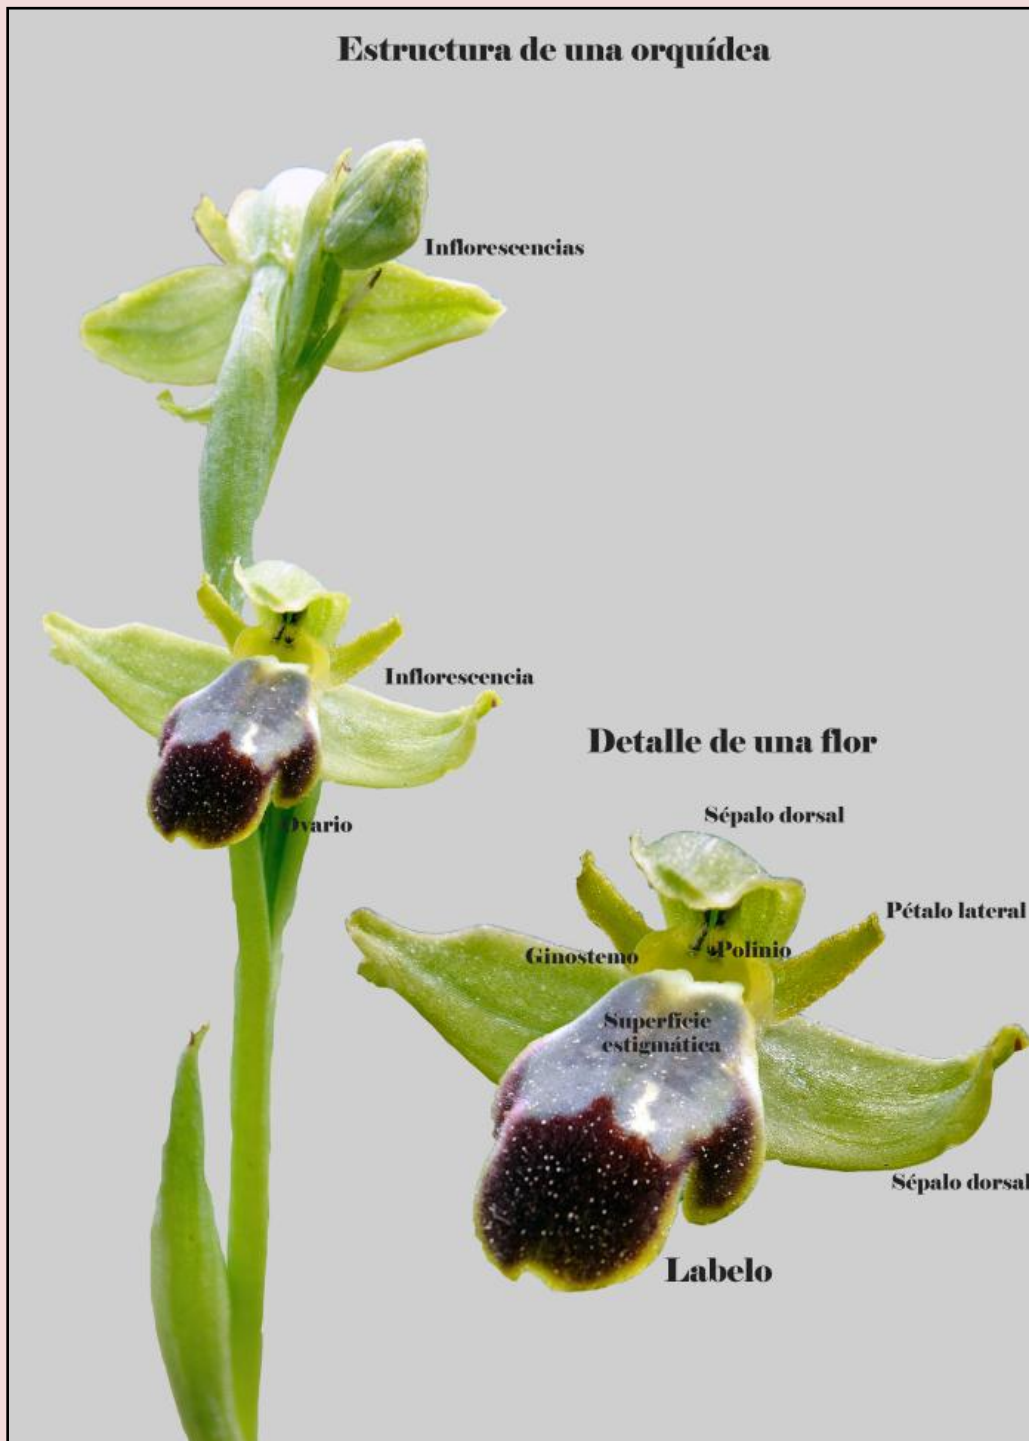 Estructura de una orquídea
Inflorescencias
Inflorescencia
Detalle de una flor
Ovario
Sépalo dorsal
Pétalo lateral
Ginostemo
Polinio
Superficie
estigmática
Sépalo dorsal
Labelo